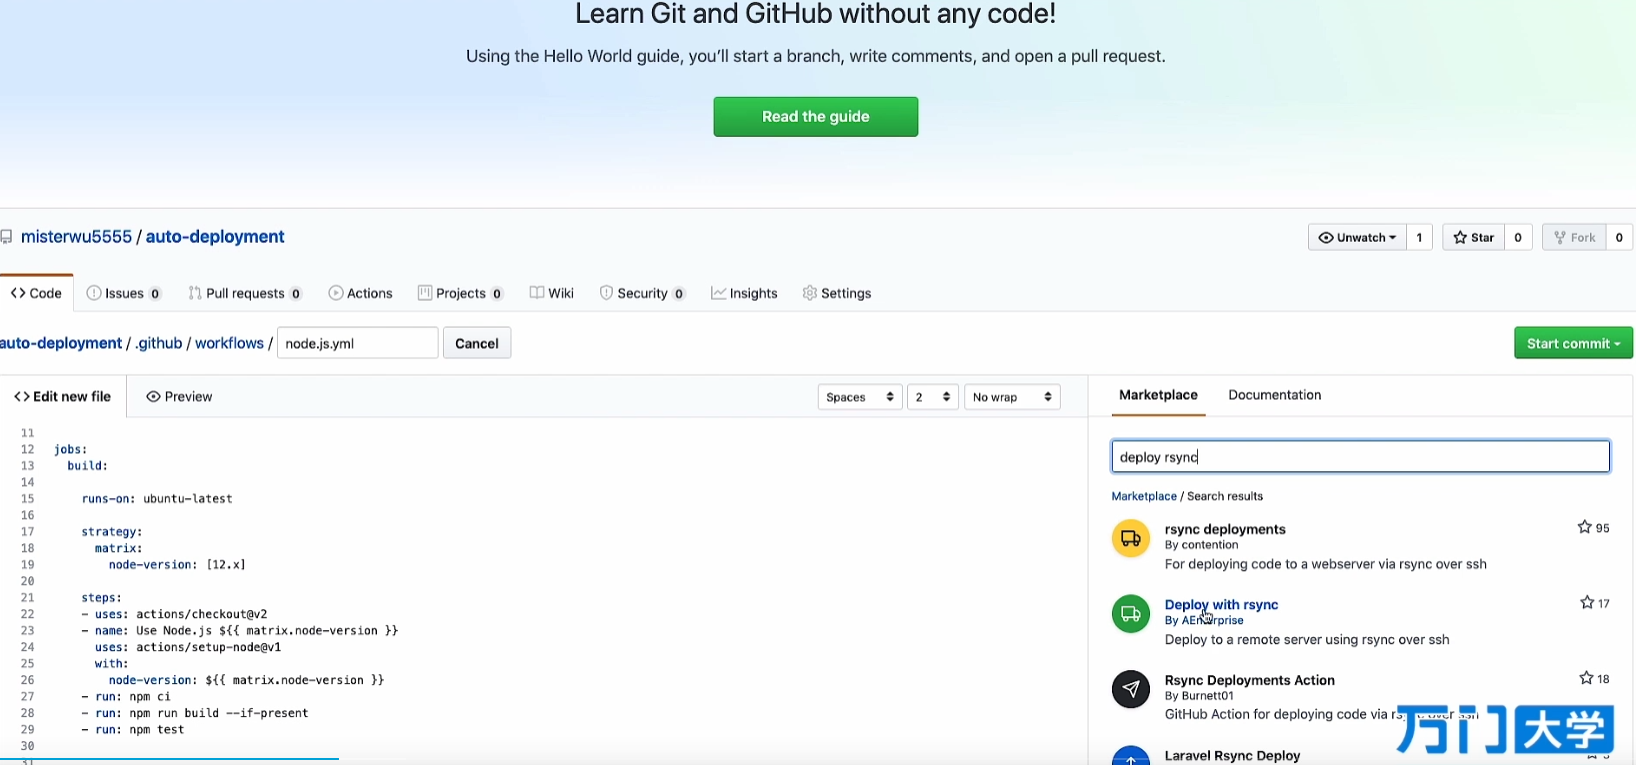 Learn Git and GitHub without any code!
Using the Hello World guide, you'll start a branch, write comments, and open a pull request.
Read the guide
misterwu5555 / auto-deployment
Unwatch 1 Star 0 Fork 0
Code Issues 0 Pull requests 0 Actions Projects 0 Wiki Security 0 Insights Settings
auto-deployment / .github / workflows / node.js.yml Cancel Start commit
Edit new file Preview Spaces 2 No wrap
11
12 jobs:
13 build:
14
15 runs-on: ubuntu-latest
16
17 strategy:
18 matrix:
19 node-version: [12.x]
20
21 steps:
22 - uses: actions/checkout@v2
23 - name: Use Node.js ${{ matrix.node-version }}
24 uses: actions/setup-node@v1
25 with:
26 node-version: ${{ matrix.node-version }}
27 - run: npm ci
28 - run: npm run build --if-present
29 - run: npm test
30
31
Marketplace Documentation
deploy rsync
Marketplace / Search results
rsync deployments 95
By contention
For deploying code to a webserver via rsync over ssh
Deploy with rsync 17
By AEnterprise
Deploy to a remote server using rsync over ssh
Rsync Deployments Action 18
By Burnett01
GitHub Action for deploying code via rsync over ssh
Laravel Rsync Deploy
万门大学